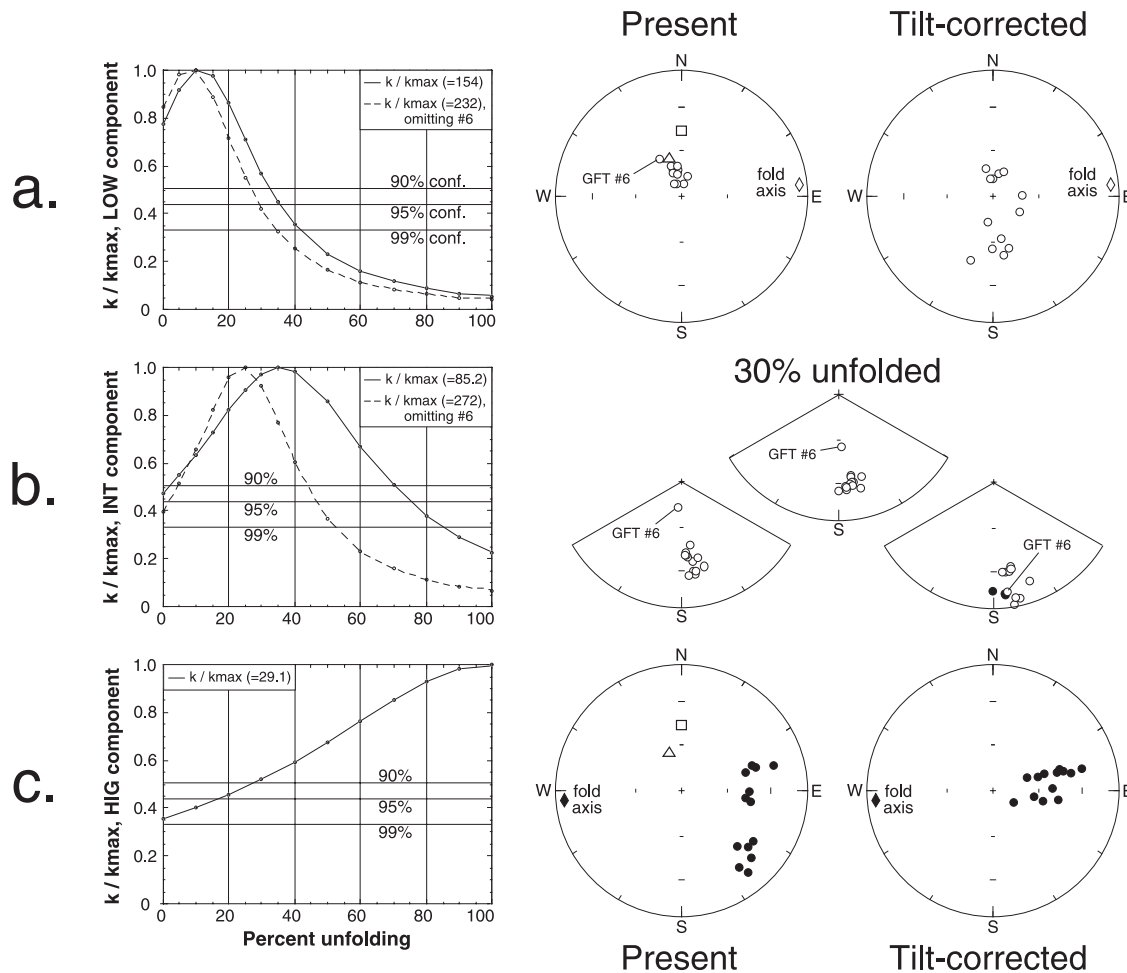 Present
Tilt-corrected
a.
k / kmax, LOW component
1.0
0.8
0.6
0.4
0.2
0
k / kmax (=154)
k / kmax (=232),
omitting #6
90% conf.
95% conf.
99% conf.
0 20 40 60 80 100
N
GFT #6
fold
axis
W
E
S
N
fold
axis
W
E
S
b.
k / kmax, INT component
1.0
0.8
0.6
0.4
0.2
0
k / kmax (=85.2)
k / kmax (=272),
omitting #6
90%
95%
99%
0 20 40 60 80 100
30% unfolded
GFT #6
S
GFT #6
S
GFT #6
S
c.
k / kmax, HIG component
1.0
0.8
0.6
0.4
0.2
0
k / kmax (=29.1)
90%
95%
99%
0 20 40 60 80 100
Percent unfolding
N
W
fold
axis
E
S
N
W
fold
axis
E
S
Present
Tilt-corrected